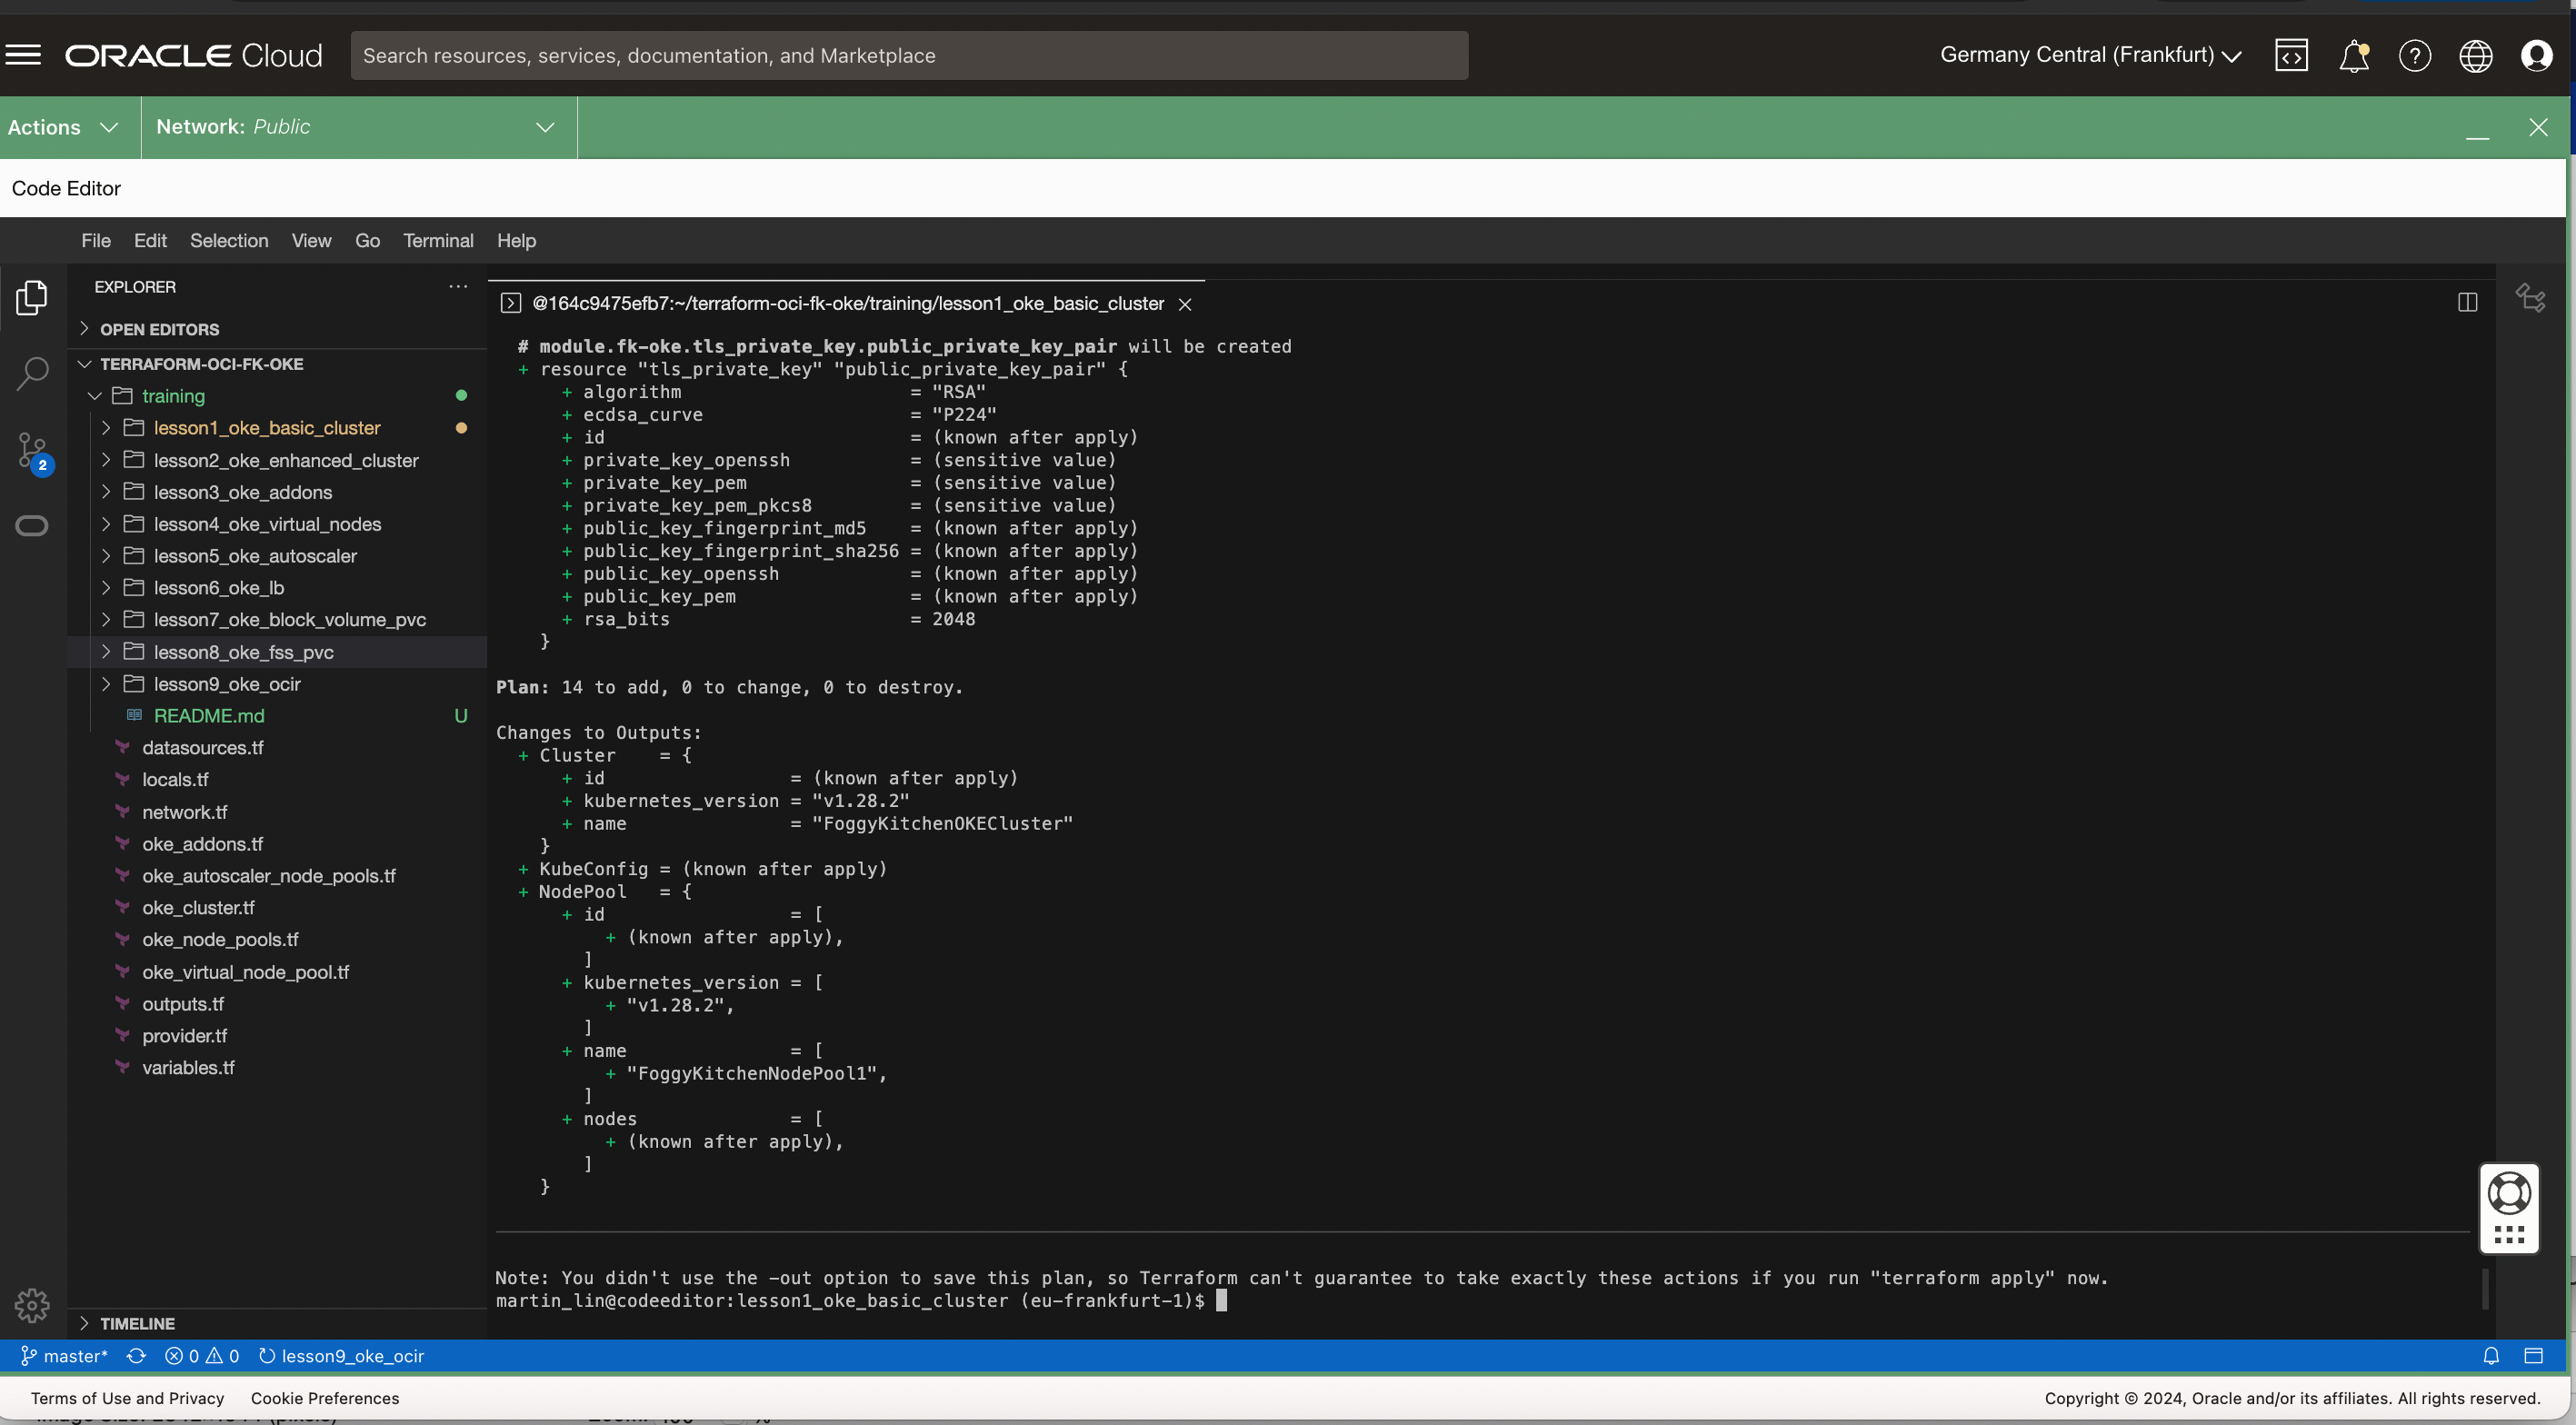 ORACLE Cloud
Search resources, services, documentation, and Marketplace
Germany Central (Frankfurt)
Actions
Network: Public
Code Editor
File Edit Selection View Go Terminal Help
EXPLORER
OPEN EDITORS
TERRAFORM-OCI-FK-OKE
training
lesson1_oke_basic_cluster
lesson2_oke_enhanced_cluster
lesson3_oke_addons
lesson4_oke_virtual_nodes
lesson5_oke_autoscaler
lesson6_oke_lb
lesson7_oke_block_volume_pvc
lesson8_oke_fss_pvc
lesson9_oke_ocir
README.md U
datasources.tf
locals.tf
network.tf
oke_addons.tf
oke_autoscaler_node_pools.tf
oke_cluster.tf
oke_node_pools.tf
oke_virtual_node_pool.tf
outputs.tf
provider.tf
variables.tf
TIMELINE
2
@164c9475efb7:~/terraform-oci-fk-oke/training/lesson1_oke_basic_cluster
# module.fk-oke.tls_private_key.public_private_key_pair will be created
+ resource "tls_private_key" "public_private_key_pair" {
+ algorithm = "RSA"
+ ecdsa_curve = "P224"
+ id = (known after apply)
+ private_key_openssh = (sensitive value)
+ private_key_pem = (sensitive value)
+ private_key_pem_pkcs8 = (sensitive value)
+ public_key_fingerprint_md5 = (known after apply)
+ public_key_fingerprint_sha256 = (known after apply)
+ public_key_openssh = (known after apply)
+ public_key_pem = (known after apply)
+ rsa_bits = 2048
}
Plan: 14 to add, 0 to change, 0 to destroy.
Changes to Outputs:
+ Cluster = {
+ id = (known after apply)
+ kubernetes_version = "v1.28.2"
+ name = "FoggyKitchenOKECluster"
}
+ KubeConfig = (known after apply)
+ NodePool = {
+ id = [
+ (known after apply),
]
+ kubernetes_version = [
+ "v1.28.2",
]
+ name = [
+ "FoggyKitchenNodePool1",
]
+ nodes = [
+ (known after apply),
]
}
Note: You didn't use the -out option to save this plan, so Terraform can't guarantee to take exactly these actions if you run "terraform apply" now.
martin_lin@codeeditor:lesson1_oke_basic_cluster (eu-frankfurt-1)$
master* 0 0 lesson9_oke_ocir
Terms of Use and Privacy Cookie Preferences
Copyright © 2024, Oracle and/or its affiliates. All rights reserved.